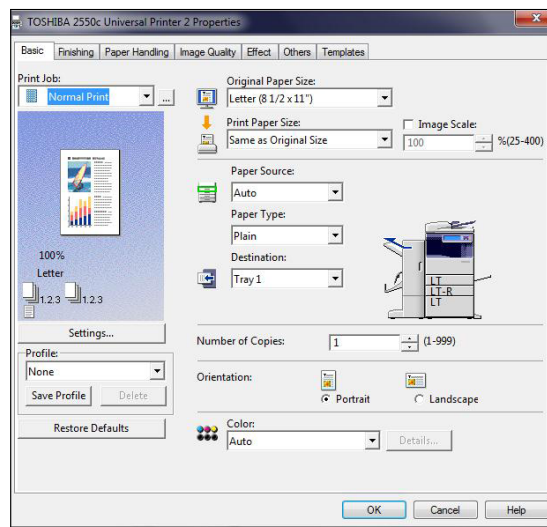 TOSHIBA 2550c Universal Printer 2 Properties
Basic Finishing Paper Handling Image Quality Effect Others Templates
Print Job:
Normal Print
...
100%
Letter
1.2.3 1.2.3
Settings...
Profile:
None
Save Profile Delete
Restore Defaults
Original Paper Size:
Letter (8 1/2 x 11")
Print Paper Size:
Same as Original Size
Image Scale:
100 %(25-400)
Paper Source:
Auto
Paper Type:
Plain
Destination:
Tray 1
LT
LT-R
LT
Number of Copies: 1 (1-999)
Orientation:
Portrait Landscape
Color:
Auto
Details...
OK Cancel Help